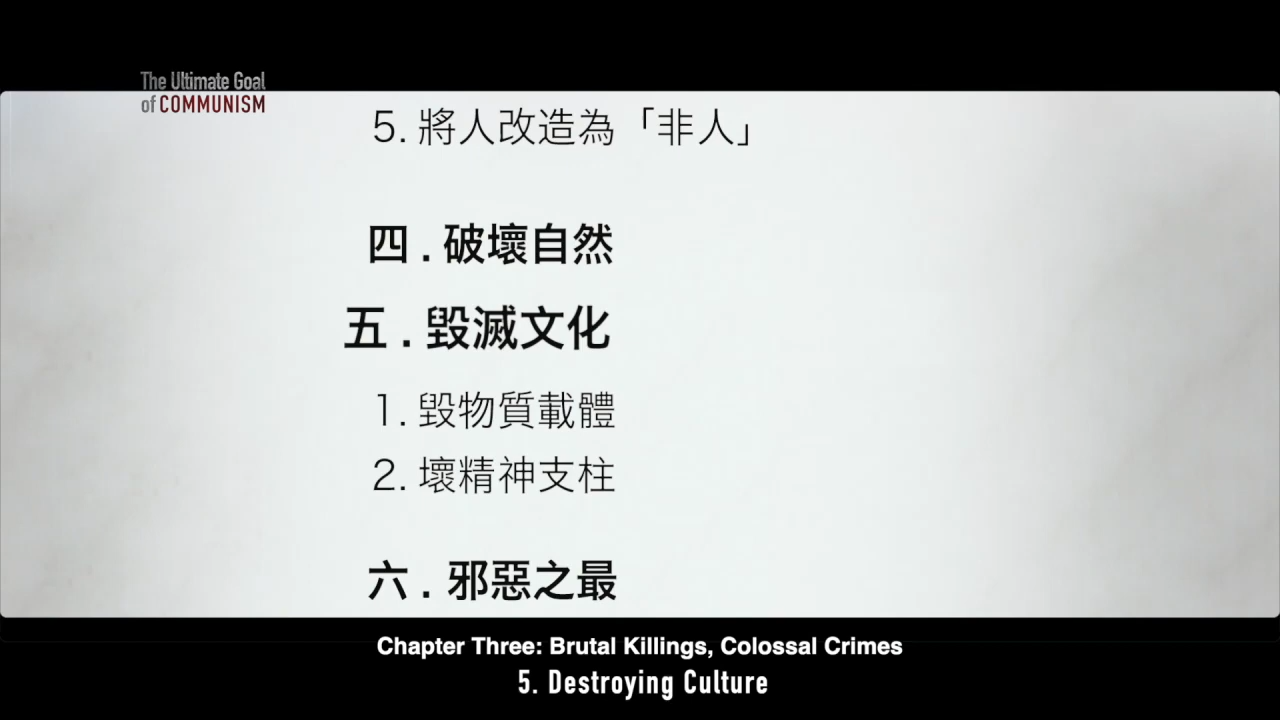 The Ultimate Goal
of COMMUNISM
5. 將人改造為「非人」
四 . 破壞自然
五 . 毀滅文化
1. 毀物質載體
2. 壞精神支柱
六 . 邪惡之最
Chapter Three: Brutal Killings, Colossal Crimes
5. Destroying Culture